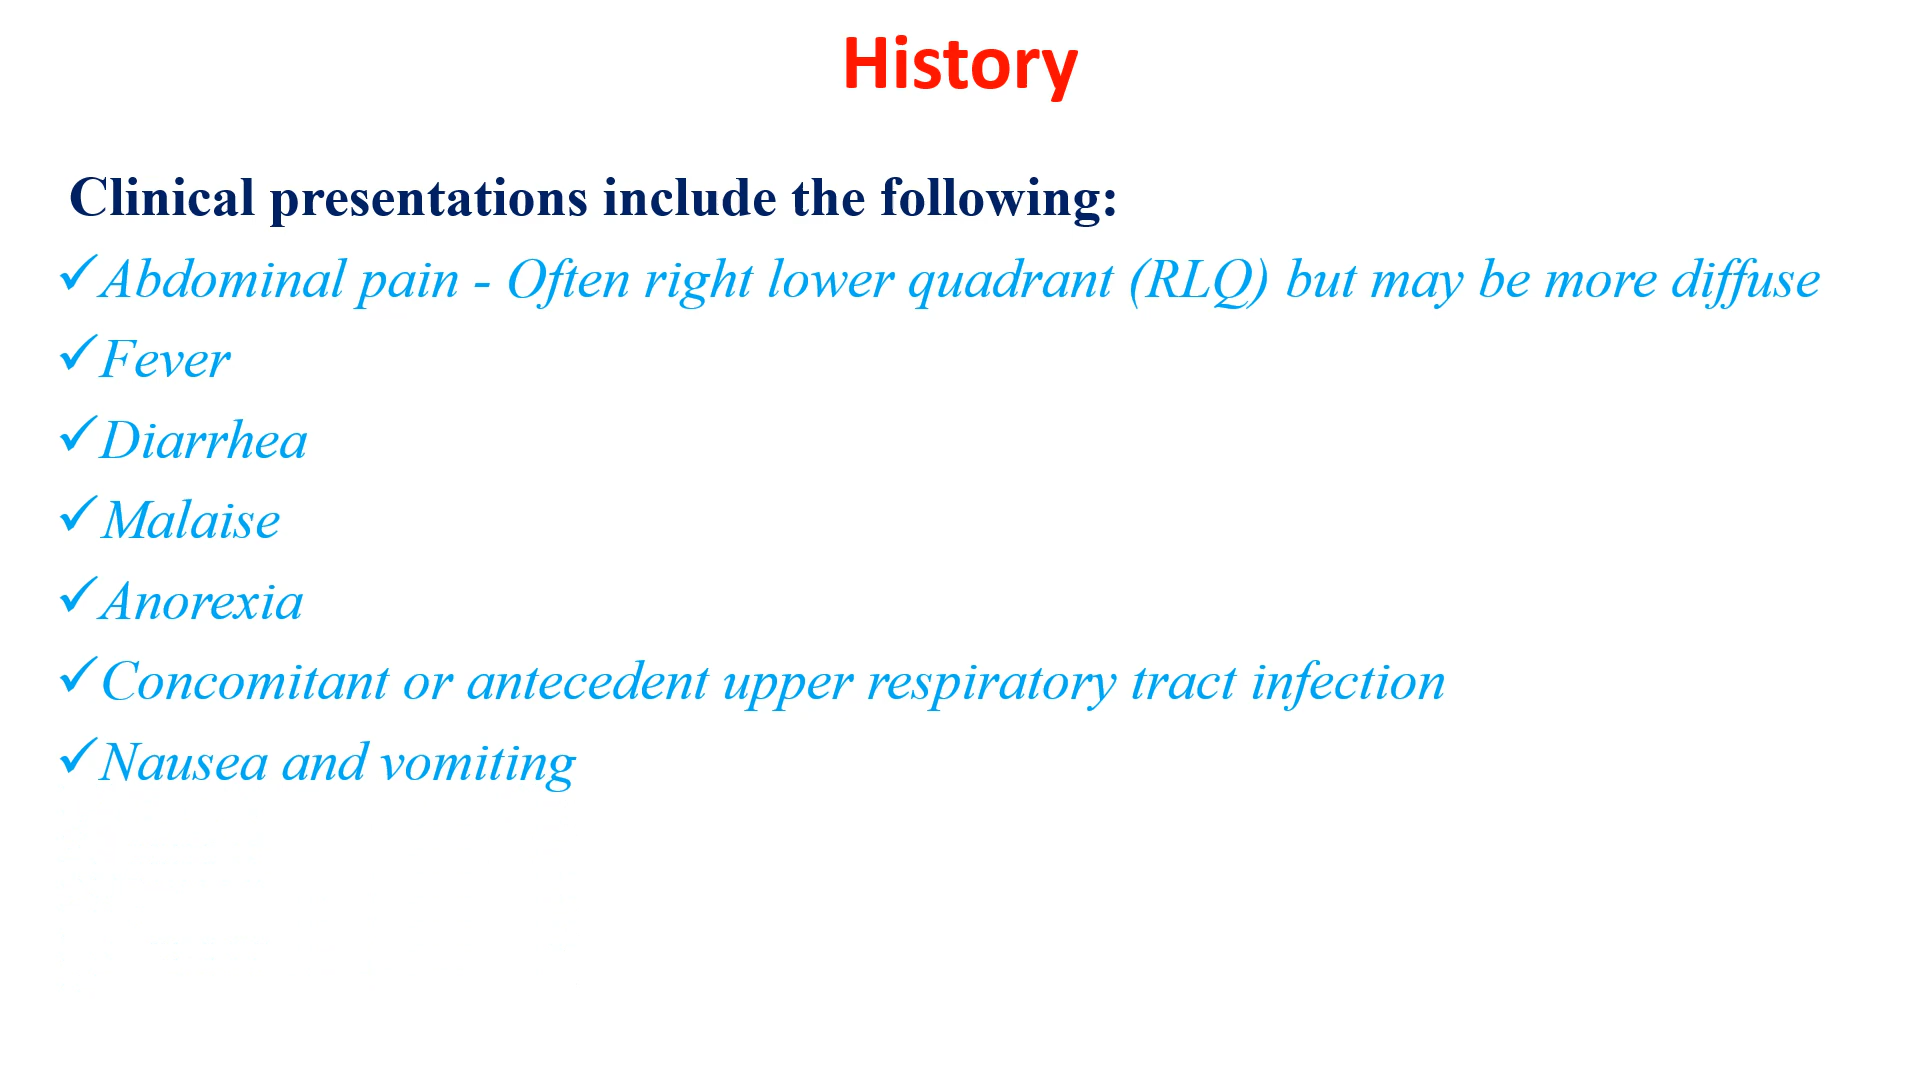 History
Clinical presentations include the following:
✓Abdominal pain - Often right lower quadrant (RLQ) but may be more diffuse
✓Fever
✓Diarrhea
✓Malaise
✓Anorexia
✓Concomitant or antecedent upper respiratory tract infection
✓Nausea and vomiting